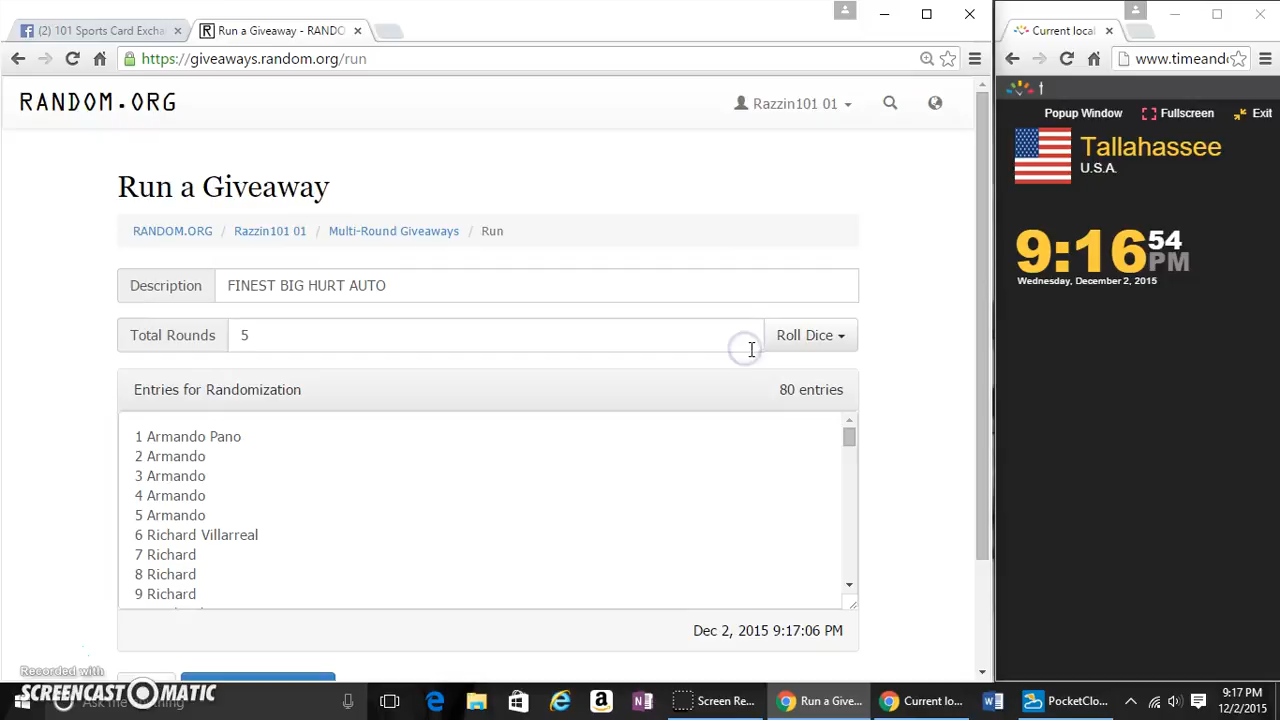 (2) 101 Sports Card Excha
Run a Giveaway - RANDO
Current local
https://giveaways.random.org/run
www.timeand
RANDOM.ORG
Razzin101 01
Popup Window Fullscreen Exit
Tallahassee
U.S.A.
Run a Giveaway
RANDOM.ORG / Razzin101 01 / Multi-Round Giveaways / Run
9:16 54 PM
Wednesday, December 2, 2015
Description FINEST BIG HURT AUTO
Total Rounds 5 Roll Dice
Entries for Randomization 80 entries
1 Armando Pano
2 Armando
3 Armando
4 Armando
5 Armando
6 Richard Villarreal
7 Richard
8 Richard
9 Richard
Dec 2, 2015 9:17:06 PM
Recorded with
SCREENCAST-O-MATIC
Ask me anything
Screen Re...
Run a Give...
Current lo...
PocketClo...
9:17 PM
12/2/2015